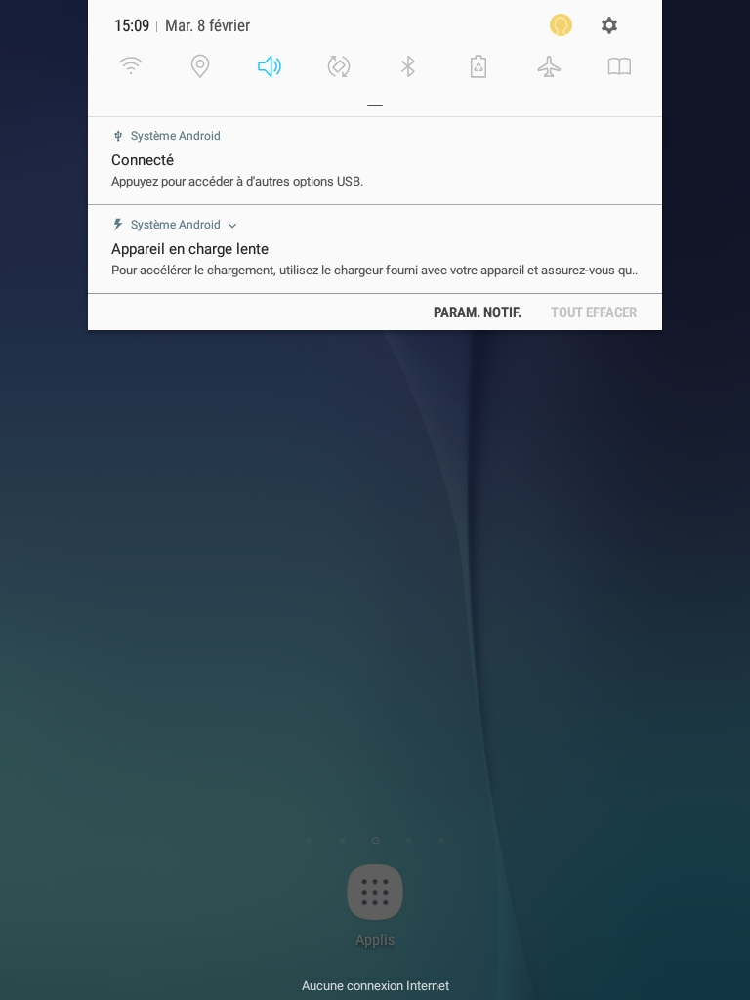 15:09 | Mar. 8 février
Système Android
Connecté
Appuyez pour accéder à d'autres options USB.
Système Android
Appareil en charge lente
Pour accélérer le chargement, utilisez le chargeur fourni avec votre appareil et assurez-vous qu..
PARAM. NOTIF. TOUT EFFACER
Applis
Aucune connexion Internet